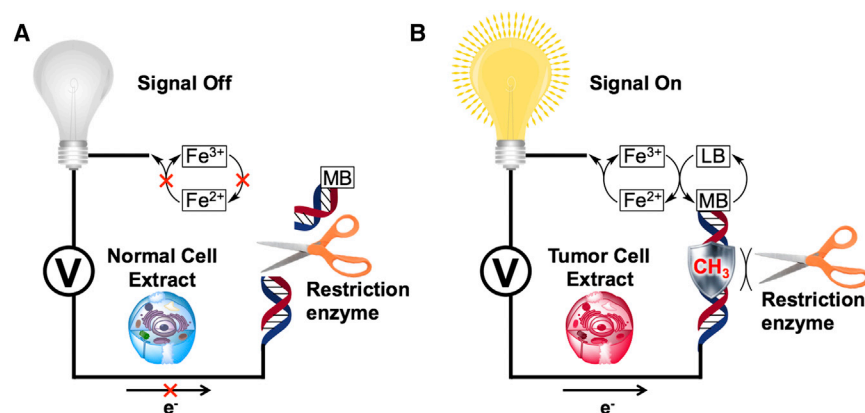 A
Signal Off
Fe3+
Fe2+
MB
V
Normal Cell
Extract
Restriction
enzyme
e-
B
Signal On
Fe3+
LB
Fe2+
MB
V
Tumor Cell
Extract
CH3
Restriction
enzyme
e-